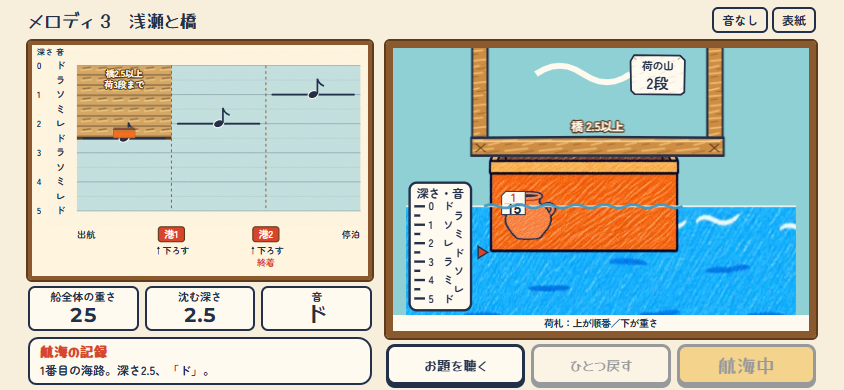 メロディ 3 浅瀬と橋
音なし
表紙
深さ 音
0 ド
ラ
1 ソ
ミ
2 レ
ド
3 ラ
ソ
4 ミ
レ
5 ド
橋2.5以上
荷3段まで
出航
港1
港2
停泊
↑下ろす
↑下ろす
終着
船全体の重さ
25
沈む深さ
2.5
音
ド
航海の記録
1番目の海路。深さ2.5、「ド」。
荷の山
2段
橋 2.5以上
1
15
深さ・音
0 ド
ラ
1 ソ
ミ
2 レ
ド
3 ラ
ソ
4 ミ
レ
5 ド
荷札：上が順番／下が重さ
お題を聴く
ひとつ戻す
航海中